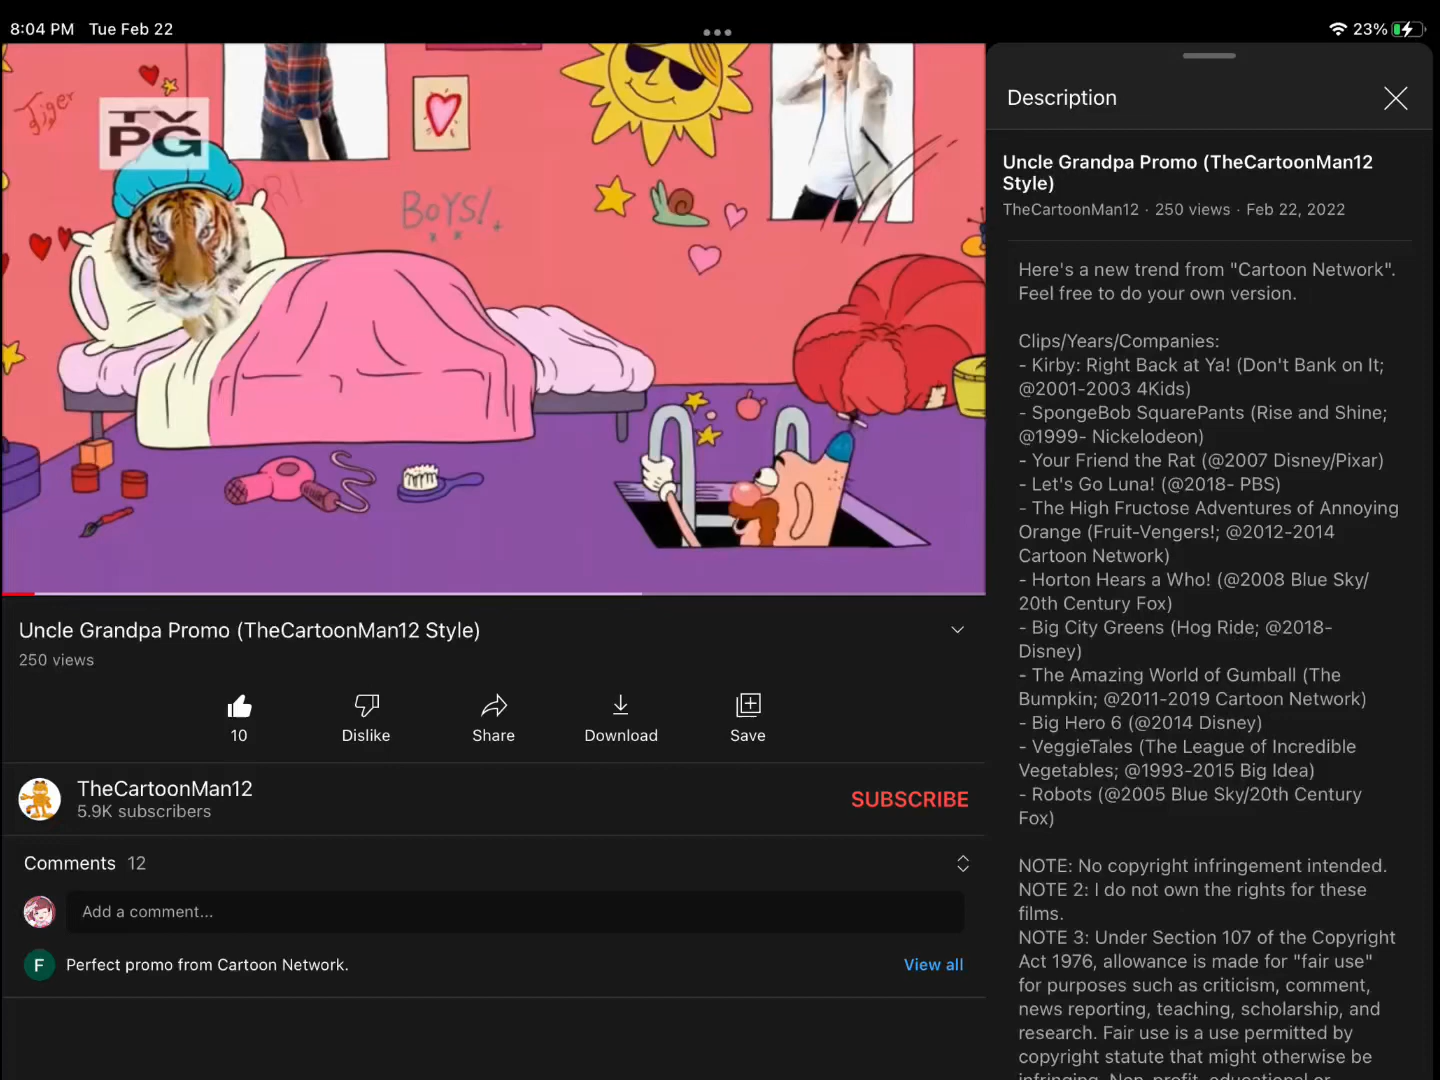 8:04 PM Tue Feb 22
23%
Tiger
TV
PG
BOYS!
Uncle Grandpa Promo (TheCartoonMan12 Style)
250 views
10
Dislike
Share
Download
Save
TheCartoonMan12
5.9K subscribers
SUBSCRIBE
Comments 12
Add a comment...
F
Perfect promo from Cartoon Network.
View all
Description
Uncle Grandpa Promo (TheCartoonMan12
Style)
TheCartoonMan12 · 250 views · Feb 22, 2022
Here's a new trend from "Cartoon Network".
Feel free to do your own version.
Clips/Years/Companies:
- Kirby: Right Back at Ya! (Don't Bank on It;
@2001-2003 4Kids)
- SpongeBob SquarePants (Rise and Shine;
@1999- Nickelodeon)
- Your Friend the Rat (@2007 Disney/Pixar)
- Let's Go Luna! (@2018- PBS)
- The High Fructose Adventures of Annoying
Orange (Fruit-Vengers!; @2012-2014
Cartoon Network)
- Horton Hears a Who! (@2008 Blue Sky/
20th Century Fox)
- Big City Greens (Hog Ride; @2018-
Disney)
- The Amazing World of Gumball (The
Bumpkin; @2011-2019 Cartoon Network)
- Big Hero 6 (@2014 Disney)
- VeggieTales (The League of Incredible
Vegetables; @1993-2015 Big Idea)
- Robots (@2005 Blue Sky/20th Century
Fox)
NOTE: No copyright infringement intended.
NOTE 2: I do not own the rights for these
films.
NOTE 3: Under Section 107 of the Copyright
Act 1976, allowance is made for "fair use"
for purposes such as criticism, comment,
news reporting, teaching, scholarship, and
research. Fair use is a use permitted by
copyright statute that might otherwise be
infringing. Non-profit, educational or